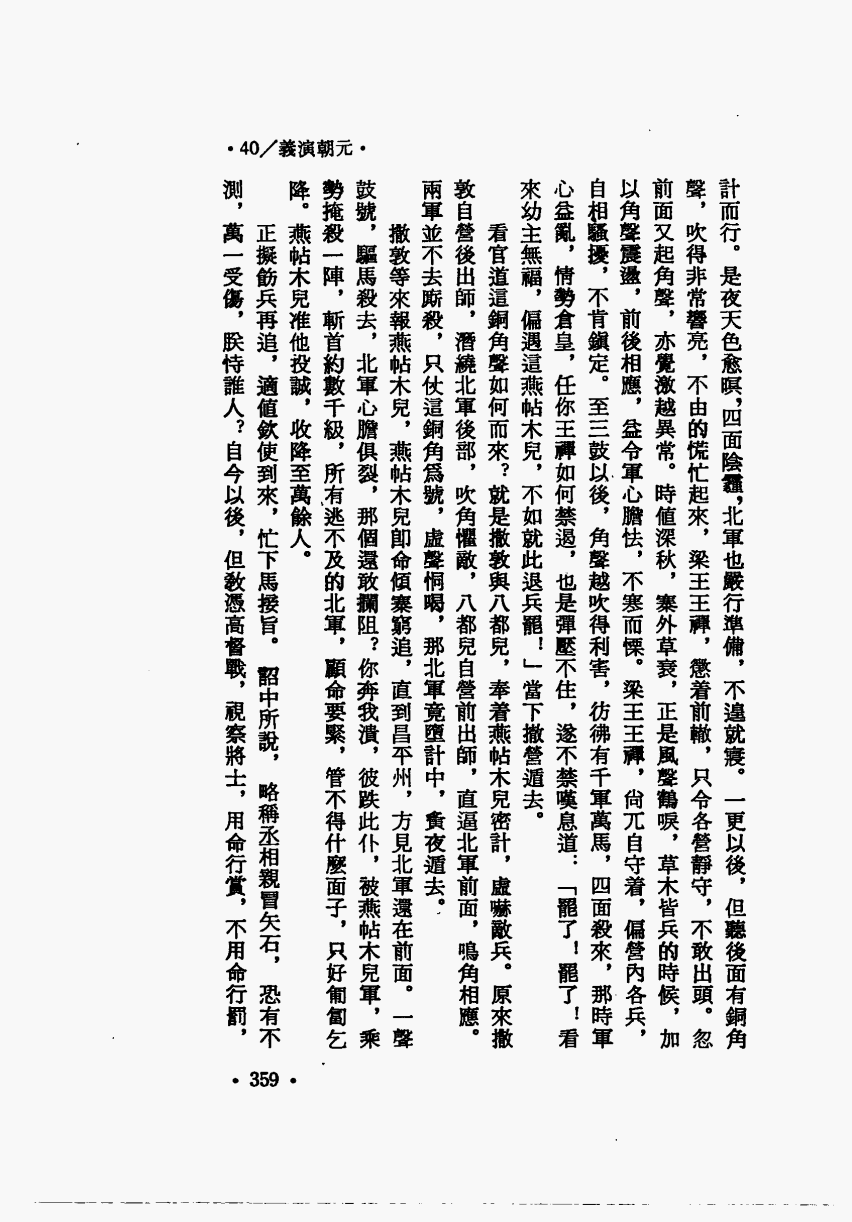 •40／義演朝元•
計而行。是夜天色愈暝，四面陰霾，北軍也嚴行準備，不遑就寢。一更以後，但聽後面有銅角
聲，吹得非常響亮，不由的慌忙起來，梁王王禪，懲着前轍，只令各營靜守，不敢出頭。忽
前面又起角聲，亦覺激越異常。時值深秋，寨外草衰，正是風聲鶴唳，草木皆兵的時候，加
以角聲震盪，前後相應，益令軍心膽怯，不寒而慄。梁王王禪，尚兀自守着，偏營內各兵，
自相騷擾，不肯鎭定。至三鼓以後，角聲越吹得利害，彷彿有千軍萬馬，四面殺來，那時軍
心益亂，情勢倉皇，任你王禪如何禁遏，也是彈壓不住，遂不禁嘆息道：「罷了！罷了！看
來幼主無福，偏遇這燕帖木兒，不如就此退兵罷！」當下撤營遁去。
看官道這銅角聲如何而來？就是撒敦與八都兒，奉着燕帖木兒密計，虛嚇敵兵。原來撒
敦自營後出師，潛繞北軍後部，吹角懼敵，八都兒自營前出師，直逼北軍前面，鳴角相應。
兩軍並不去厮殺，只仗這銅角爲號，虛聲恫喝，那北軍竟墮計中，夤夜遁去。
撒敦等來報燕帖木兒，燕帖木兒卽命傾寨窮追，直到昌平州，方見北軍還在前面。一聲
鼓號，驅馬殺去，北軍心膽俱裂，那個還敢攔阻？你奔我潰，彼跌此仆，被燕帖木兒軍，乘
勢掩殺一陣，斬首約數千級，所有逃不及的北軍，顧命要緊，管不得什麼面子，只好匍匐乞
降。燕帖木兒准他投誠，收降至萬餘人。
正擬飭兵再追，適值欽使到來，忙下馬接旨。詔中所說，略稱丞相親冒矢石，恐有不
測，萬一受傷，朕恃誰人？自今以後，但敎憑高督戰，視察將士，用命行賞，不用命行罰，
•359•